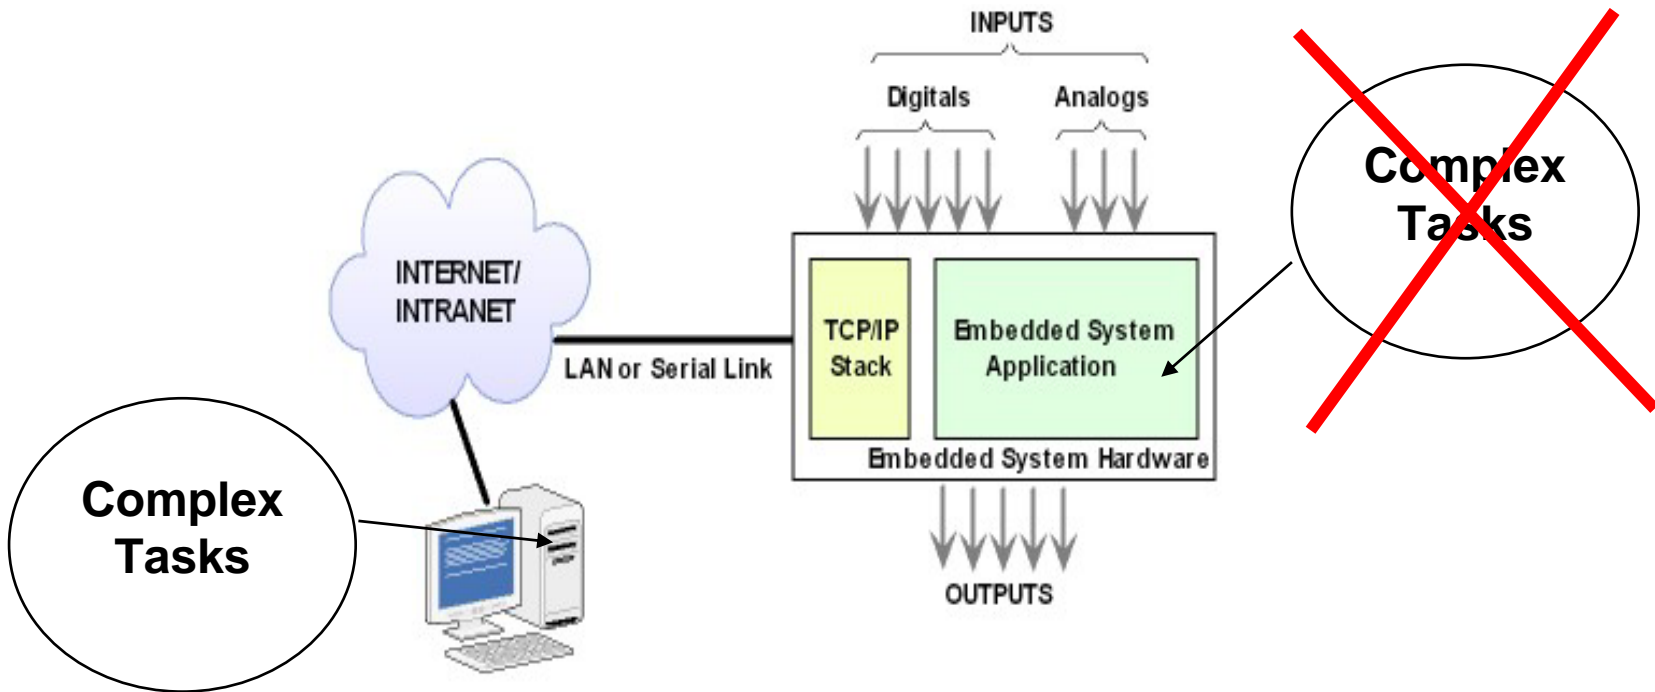 INPUTS
Digitals
Analogs
Complex
Tasks
INTERNET/
INTRANET
TCP/IP
Stack
Embedded System
Application
LAN or Serial Link
Embedded System Hardware
Complex
Tasks
OUTPUTS